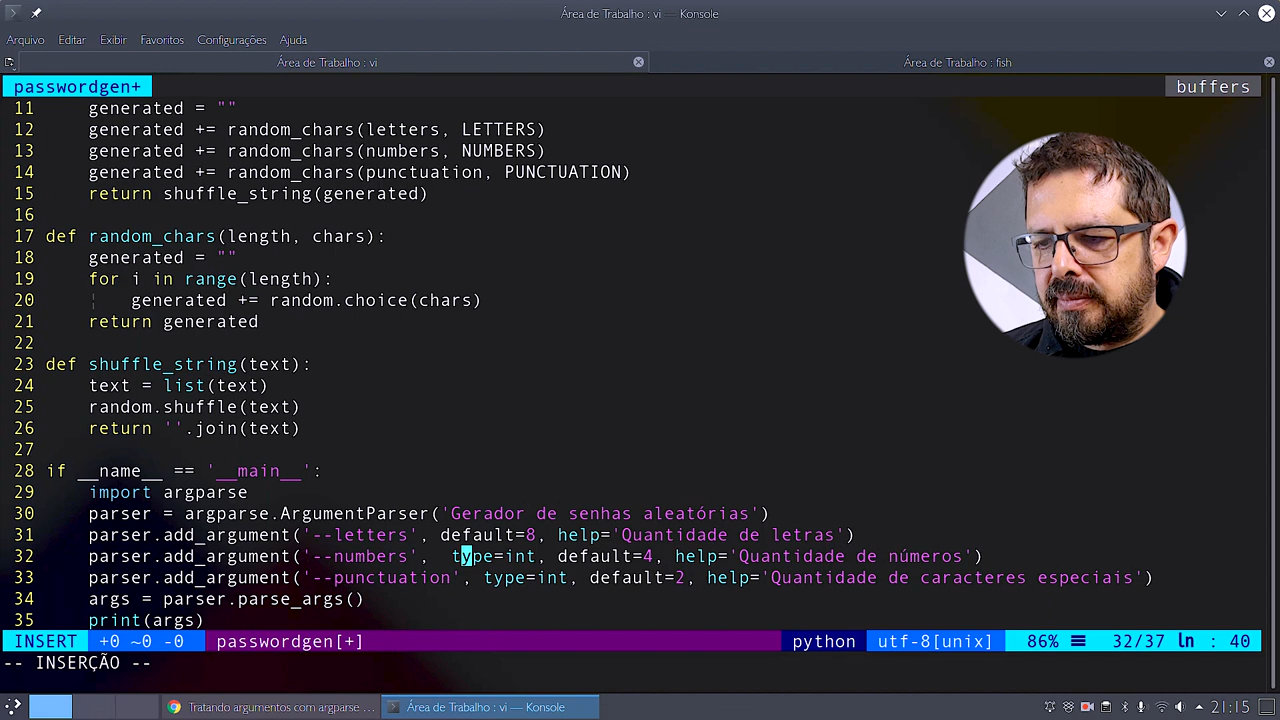 Área de Trabalho : vi — Konsole
Arquivo Editar Exibir Favoritos Configurações Ajuda
Área de Trabalho : vi
Área de Trabalho : fish
passwordgen+ buffers
11 generated = ""
12 generated += random_chars(letters, LETTERS)
13 generated += random_chars(numbers, NUMBERS)
14 generated += random_chars(punctuation, PUNCTUATION)
15 return shuffle_string(generated)
16
17 def random_chars(length, chars):
18 generated = ""
19 for i in range(length):
20 ¦ generated += random.choice(chars)
21 return generated
22
23 def shuffle_string(text):
24 text = list(text)
25 random.shuffle(text)
26 return ''.join(text)
27
28 if __name__ == '__main__':
29 import argparse
30 parser = argparse.ArgumentParser('Gerador de senhas aleatórias')
31 parser.add_argument('--letters', default=8, help='Quantidade de letras')
32 parser.add_argument('--numbers',  type=int, default=4, help='Quantidade de números')
33 parser.add_argument('--punctuation', type=int, default=2, help='Quantidade de caracteres especiais')
34 args = parser.parse_args()
35 print(args)
INSERT +0 ~0 -0 passwordgen[+] python utf-8[unix] 86% ☰ 32/37 ln : 40
-- INSERÇÃO --
Tratando argumentos com argparse ... Área de Trabalho : vi — Konsole 21:15